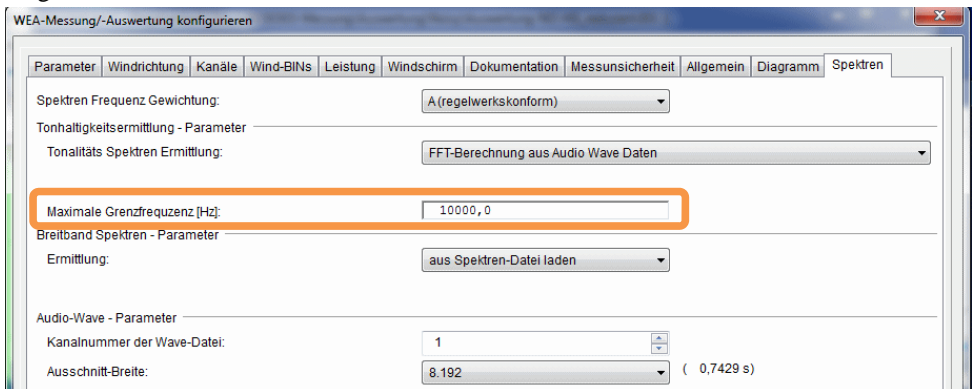 WEA-Messung/-Auswertung konfigurieren
Parameter Windrichtung Kanäle Wind-BINs Leistung Windschirm Dokumentation Messunsicherheit Allgemein Diagramm Spektren
Spektren Frequenz Gewichtung: A (regelwerkskonform)
Tonhaltigkeitsermittlung - Parameter
Tonalitäts Spektren Ermittlung: FFT-Berechnung aus Audio Wave Daten
Maximale Grenzfrequzenz [Hz]: 10000,0
Breitband Spektren - Parameter
Ermittlung: aus Spektren-Datei laden
Audio-Wave - Parameter
Kanalnummer der Wave-Datei: 1
Ausschnitt-Breite: 8.192 ( 0,7429 s)